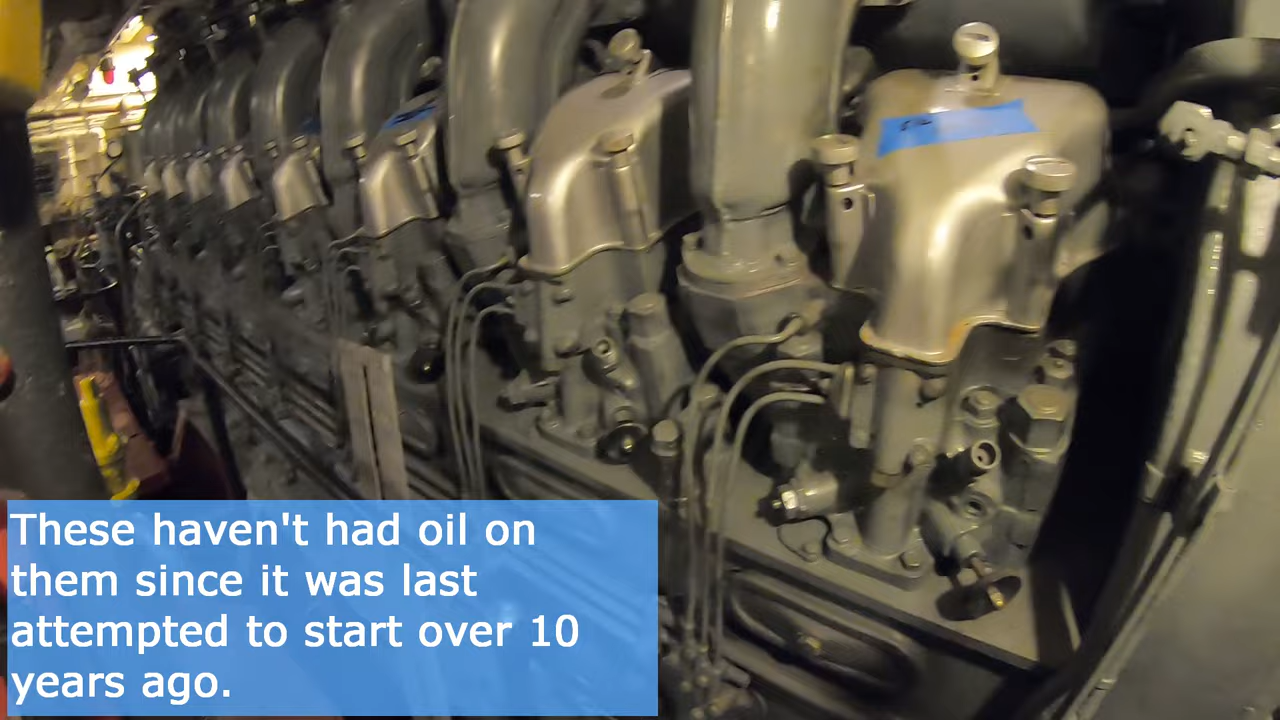 These haven't had oil on
them since it was last
attempted to start over 10
years ago.